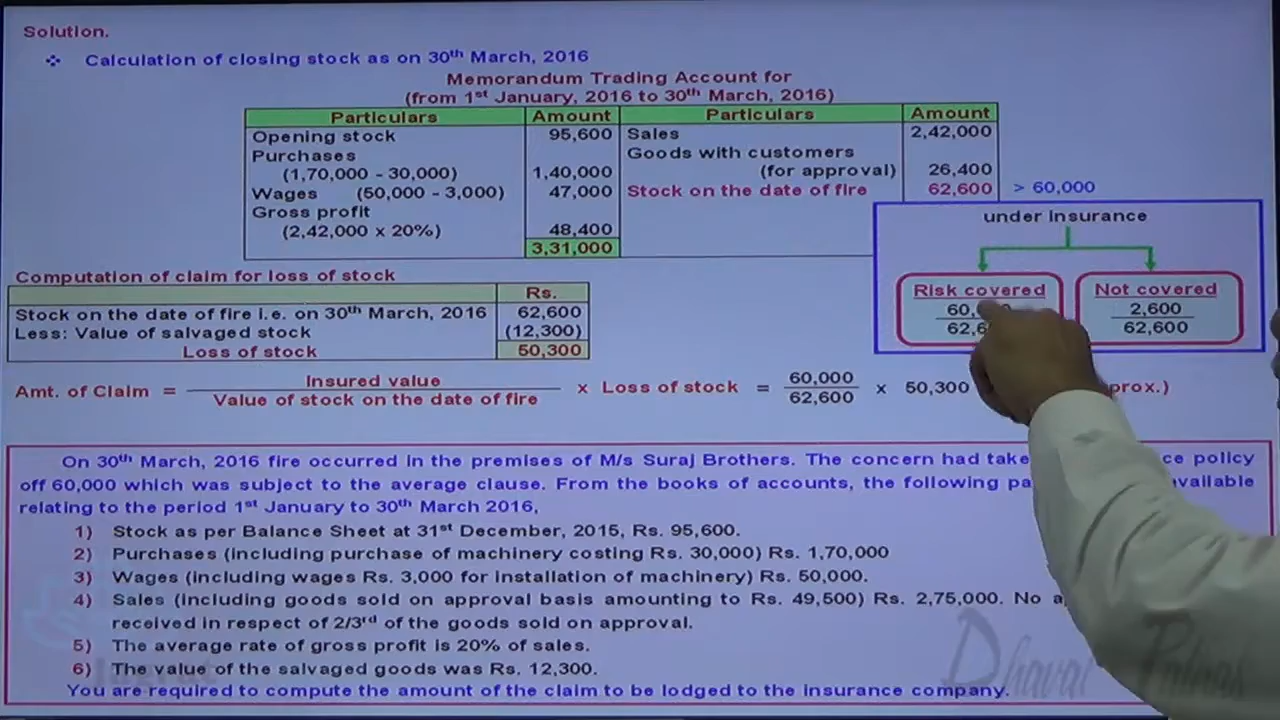 Solution.
❖ Calculation of closing stock as on 30th March, 2016
Memorandum Trading Account for
(from 1st January, 2016 to 30th March, 2016)
Particulars Amount Particulars Amount
Opening stock 95,600 Sales 2,42,000
Purchases Goods with customers
(1,70,000 - 30,000) 1,40,000 (for approval) 26,400
Wages (50,000 - 3,000) 47,000 Stock on the date of fire 62,600 > 60,000
Gross profit
(2,42,000 x 20%) 48,400
3,31,000
under insurance
Risk covered Not covered
60, 2,600
62,6 62,600
Computation of claim for loss of stock
Rs.
Stock on the date of fire i.e. on 30th March, 2016 62,600
Less: Value of salvaged stock (12,300)
Loss of stock 50,300
Amt. of Claim = Insured value / Value of stock on the date of fire x Loss of stock = 60,000 / 62,600 x 50,300 prox.)
On 30th March, 2016 fire occurred in the premises of M/s Suraj Brothers. The concern had take ce policy
off 60,000 which was subject to the average clause. From the books of accounts, the following pa vailable
relating to the period 1st January to 30th March 2016,
1) Stock as per Balance Sheet at 31st December, 2015, Rs. 95,600.
2) Purchases (including purchase of machinery costing Rs. 30,000) Rs. 1,70,000
3) Wages (including wages Rs. 3,000 for installation of machinery) Rs. 50,000.
4) Sales (including goods sold on approval basis amounting to Rs. 49,500) Rs. 2,75,000. No a
received in respect of 2/3rd of the goods sold on approval.
5) The average rate of gross profit is 20% of sales.
6) The value of the salvaged goods was Rs. 12,300.
You are required to compute the amount of the claim to be lodged to the insurance company.